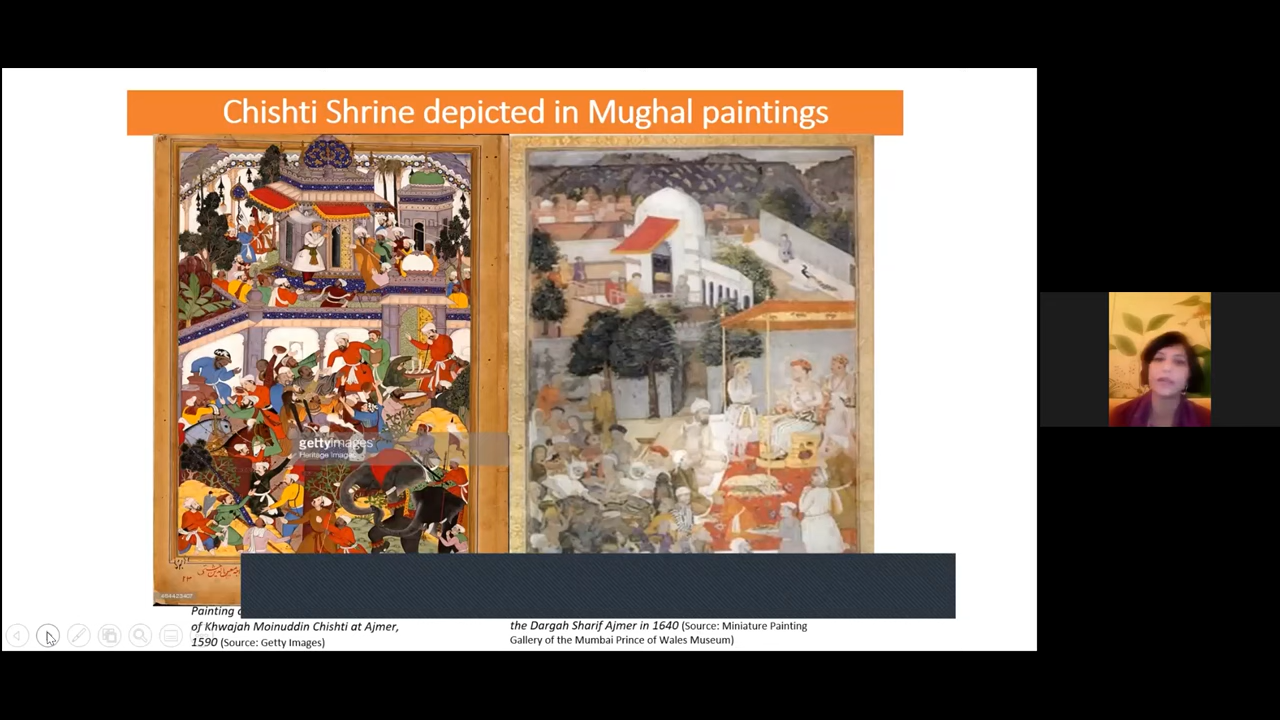 Chishti Shrine depicted in Mughal paintings
gettyimages
Heritage Images
Painting
of Khwajah Moinuddin Chishti at Ajmer,
1590 (Source: Getty Images)
the Dargah Sharif Ajmer in 1640 (Source: Miniature Painting
Gallery of the Mumbai Prince of Wales Museum)